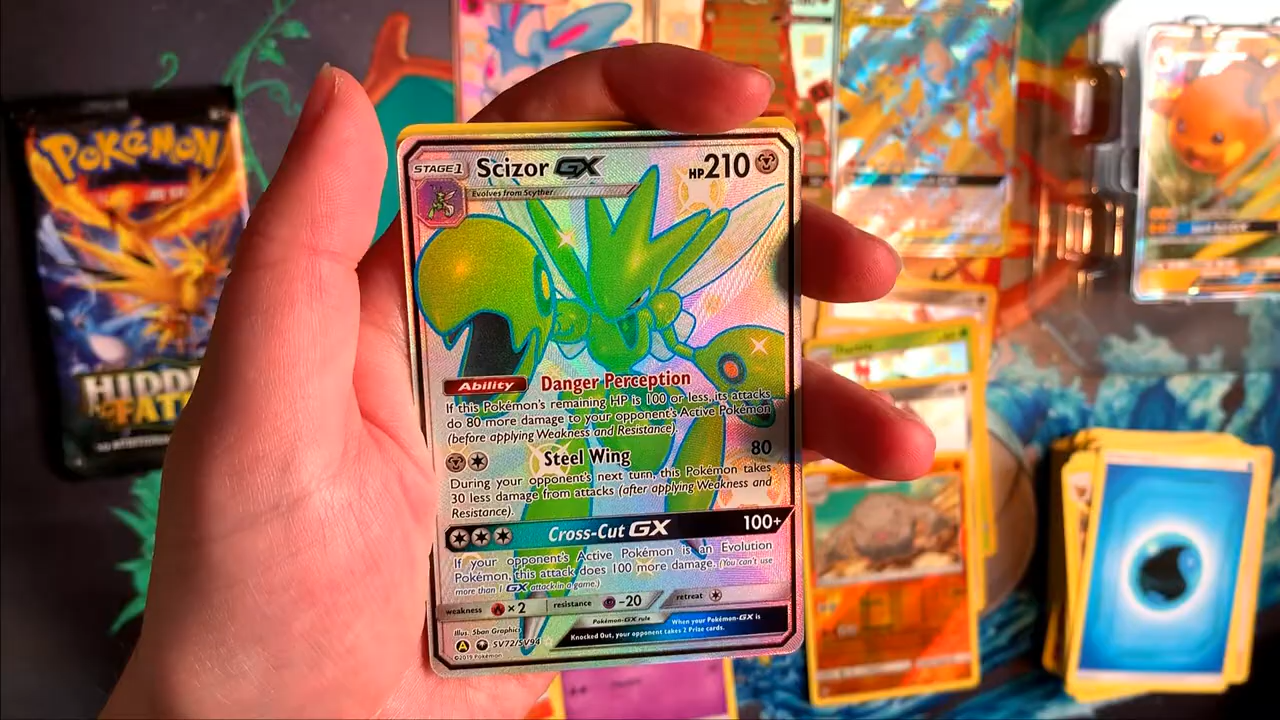 POKÉMON
HIDDE
FAT
STAGE1
Scizor GX
HP210
Evolves from Scyther
Ability Danger Perception
If this Pokémon's remaining HP is 100 or less, its attacks
do 80 more damage to your opponent's Active Pokémon
(before applying Weakness and Resistance).
Steel Wing 80
During your opponent's next turn, this Pokémon takes
30 less damage from attacks (after applying Weakness and
Resistance).
Cross-Cut GX 100+
If your opponent's Active Pokémon is an Evolution
Pokémon, this attack does 100 more damage. (You can't use
more than 1 GX attack in a game.)
weakness ×2 resistance -20 retreat
Pokémon-GX rule When your Pokémon-GX is
Knocked Out, your opponent takes 2 Prize cards.
Illus. 5ban Graphics
A SV72/SV94
©2019 Pokémon